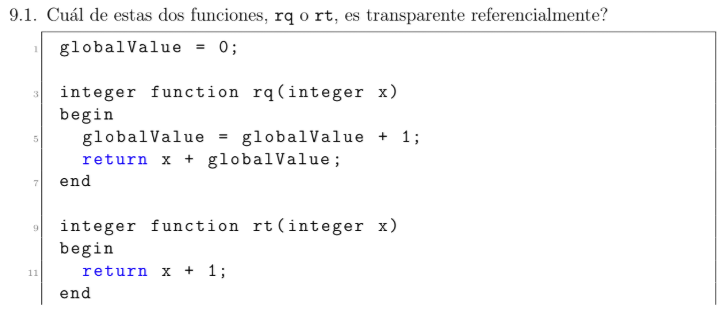 9.1. Cuál de estas dos funciones, rq o rt, es transparente referencialmente?
1 globalValue = 0;
3 integer function rq(integer x)
begin
5 globalValue = globalValue + 1;
return x + globalValue;
7 end
9 integer function rt(integer x)
begin
11 return x + 1;
end